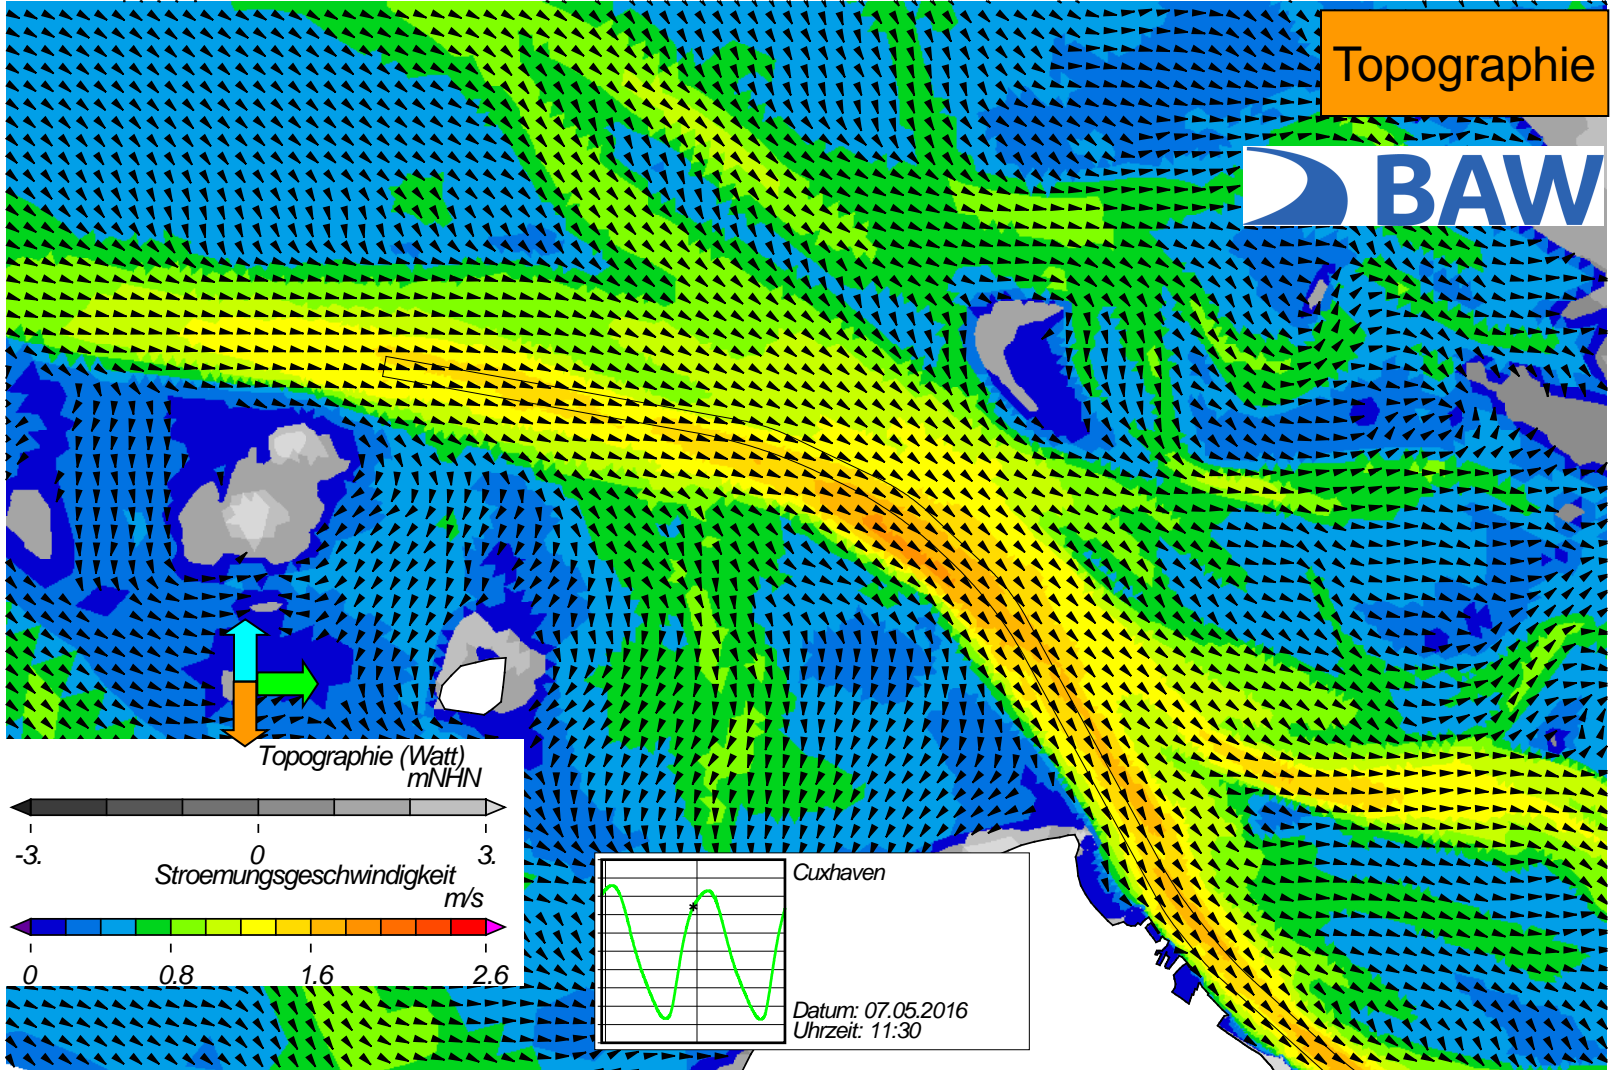 Topographie
BAW
Topographie (Watt)
mNHN
-3. 0 3.
Stroemungsgeschwindigkeit
m/s
0 0.8 1.6 2.6
Cuxhaven
Datum: 07.05.2016
Uhrzeit: 11:30